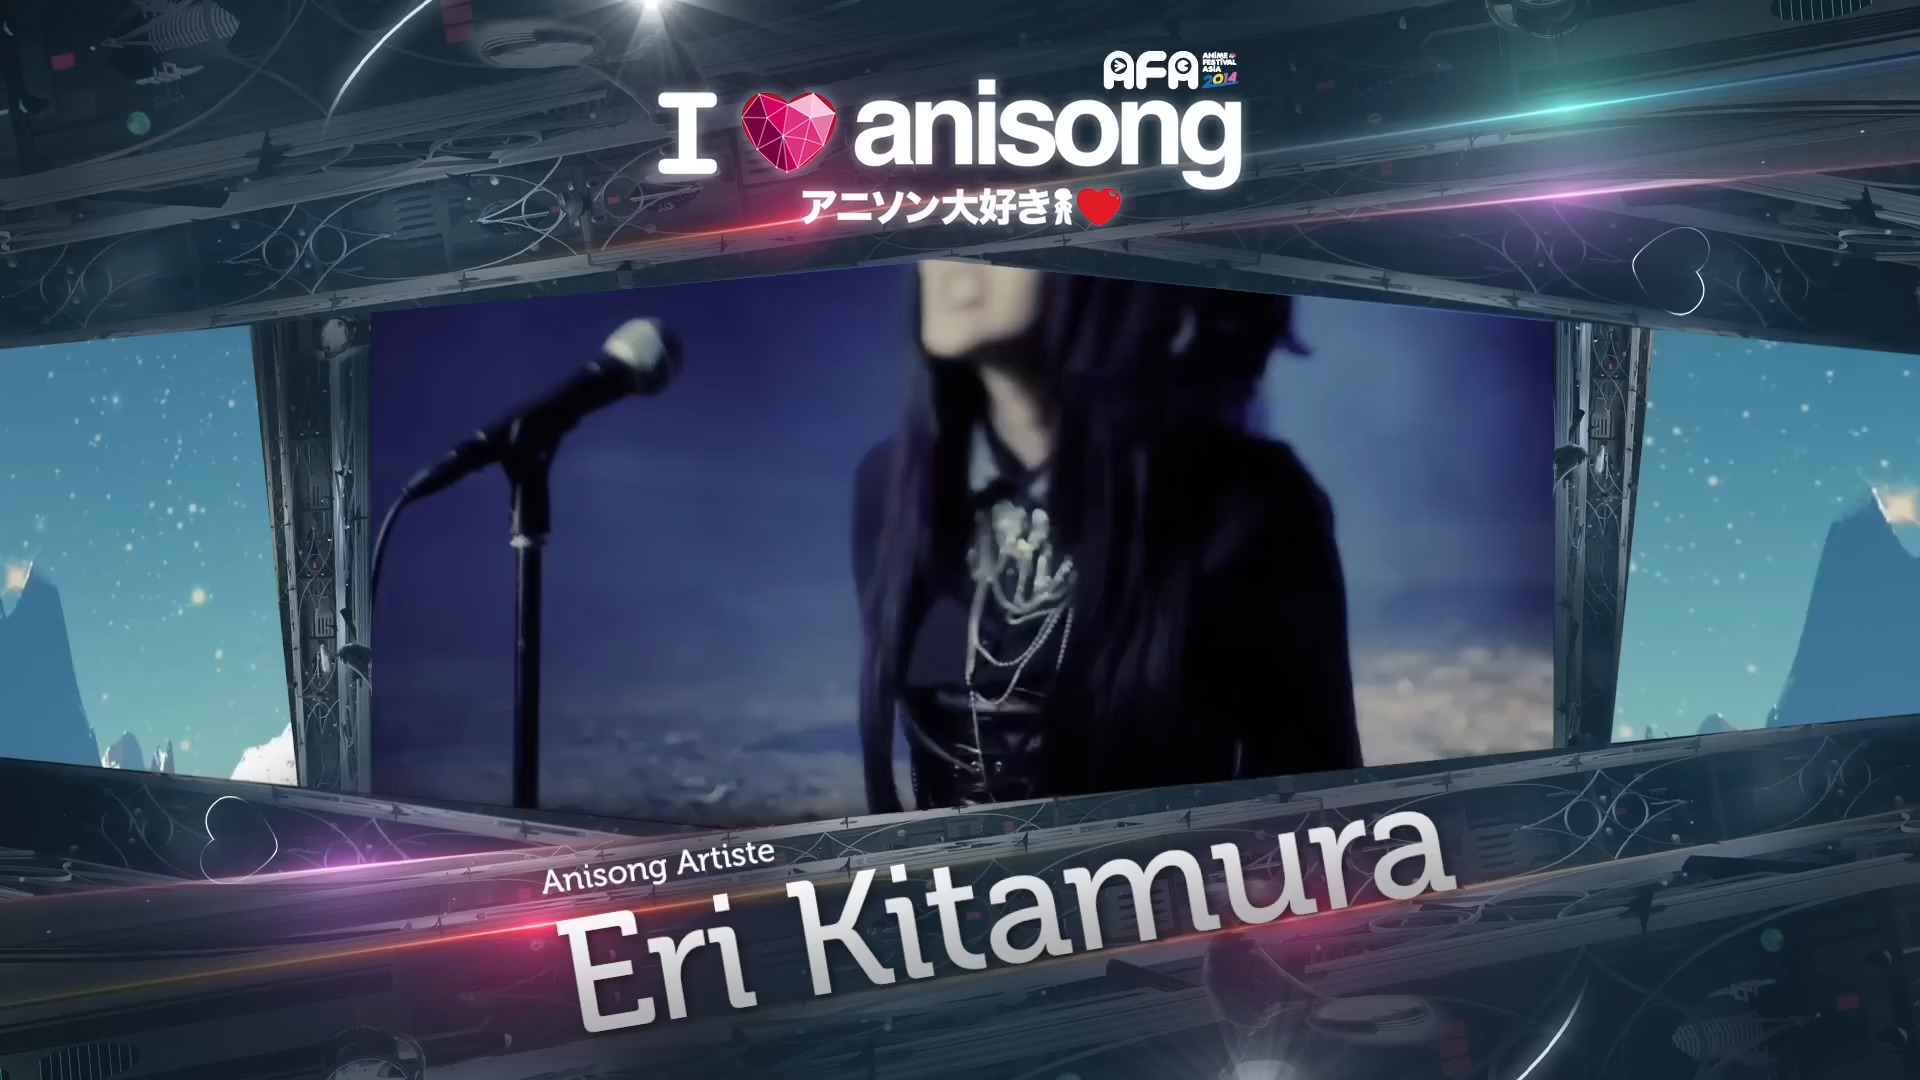 AFA ANIME FESTIVAL ASIA 2014
I anisong
アニソン大好き
Anisong Artiste
Eri Kitamura